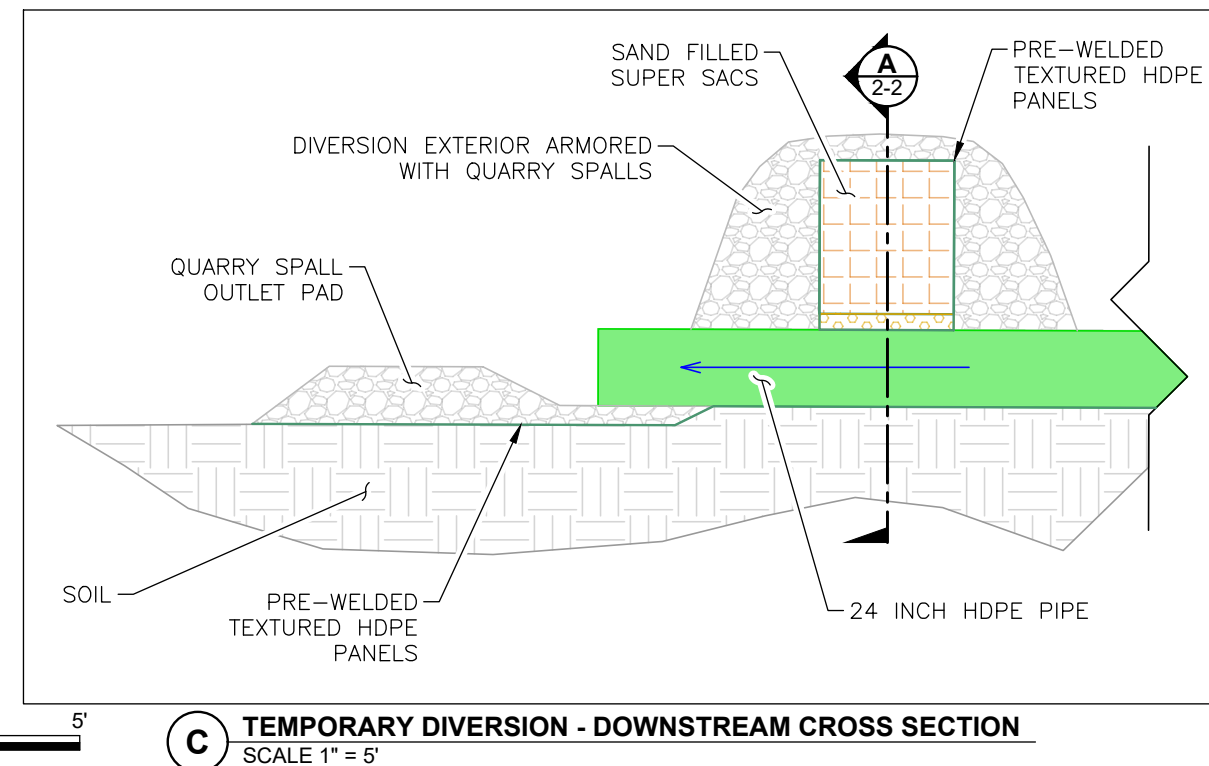 SAND FILLED
SUPER SACS
A
2-2
PRE-WELDED
TEXTURED HDPE
PANELS
DIVERSION EXTERIOR ARMORED
WITH QUARRY SPALLS
QUARRY SPALL
OUTLET PAD
SOIL
PRE-WELDED
TEXTURED HDPE
PANELS
24 INCH HDPE PIPE
5'
C
TEMPORARY DIVERSION - DOWNSTREAM CROSS SECTION
SCALE 1" = 5'